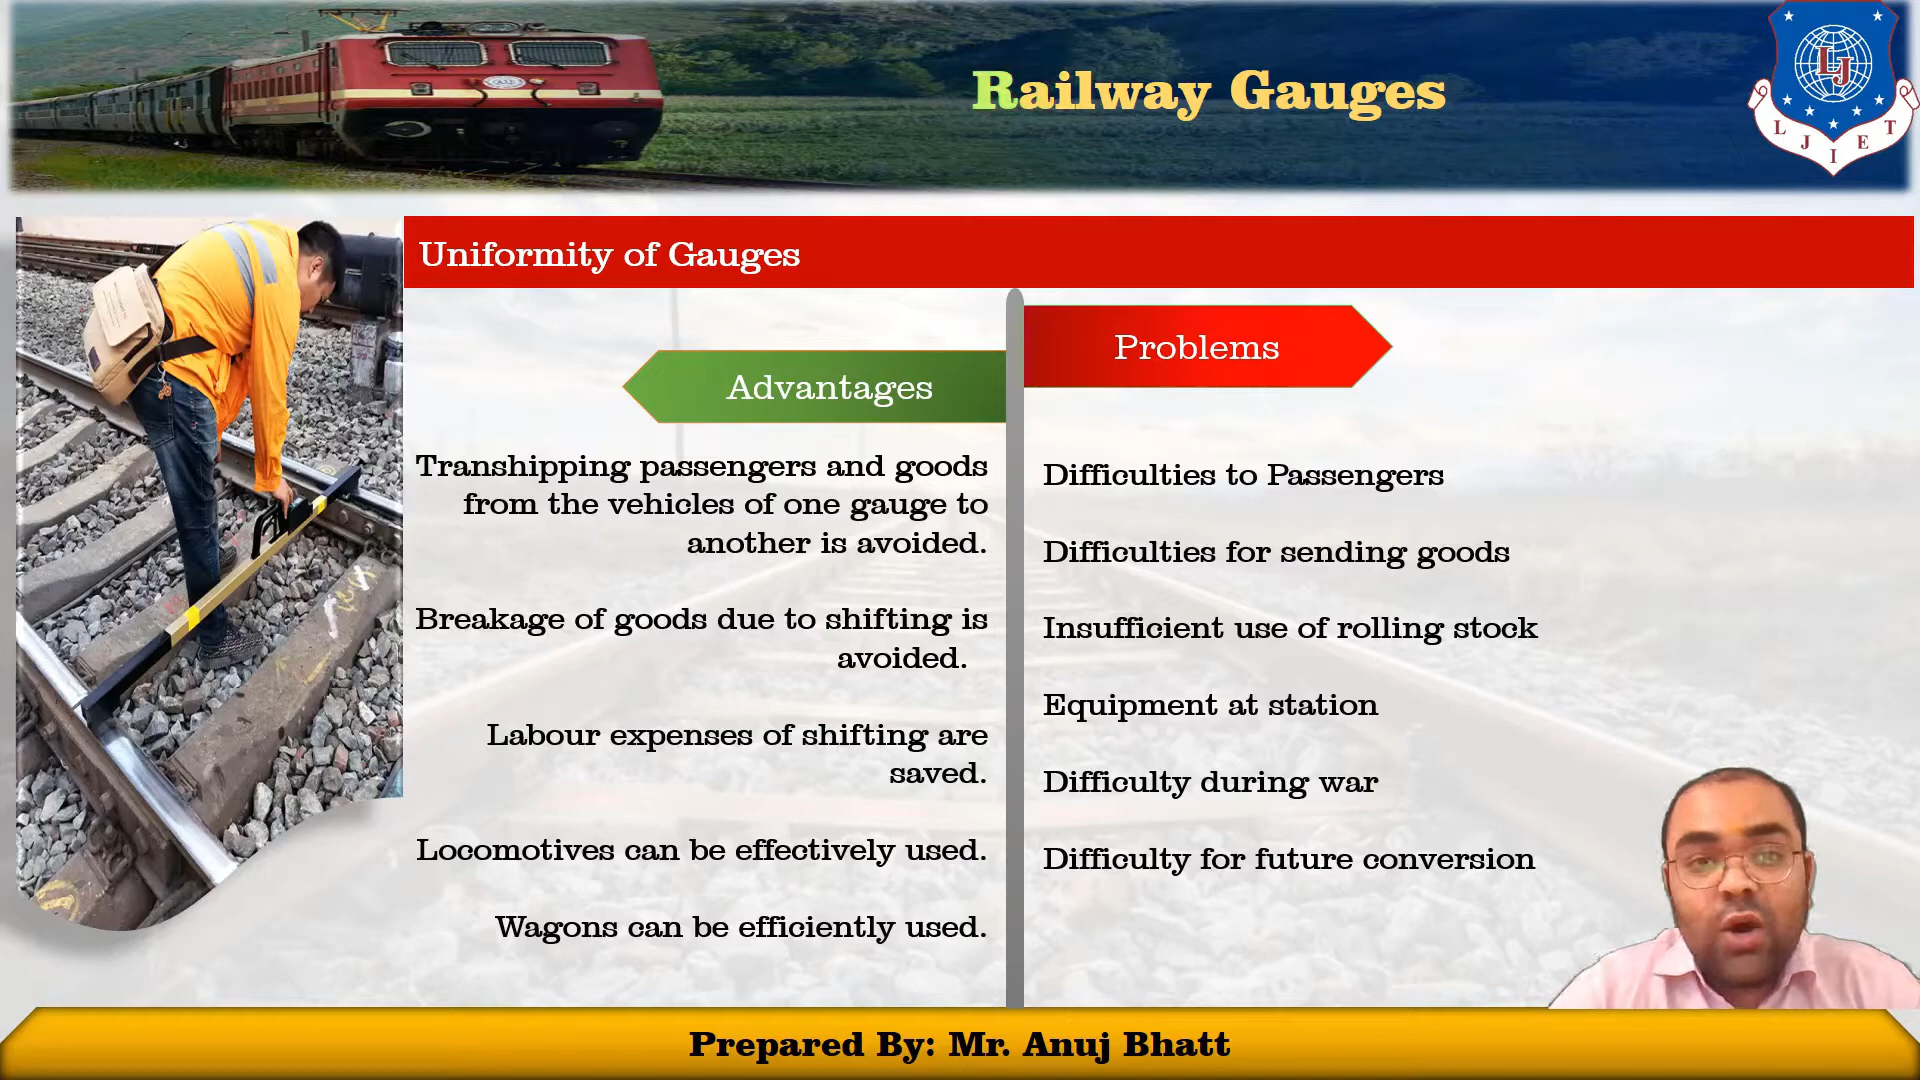 Railway Gauges
LJ
L J I E T
Uniformity of Gauges
Advantages
Transhipping passengers and goods
from the vehicles of one gauge to
another is avoided.
Breakage of goods due to shifting is
avoided.
Labour expenses of shifting are
saved.
Locomotives can be effectively used.
Wagons can be efficiently used.
Problems
Difficulties to Passengers
Difficulties for sending goods
Insufficient use of rolling stock
Equipment at station
Difficulty during war
Difficulty for future conversion
Prepared By: Mr. Anuj Bhatt